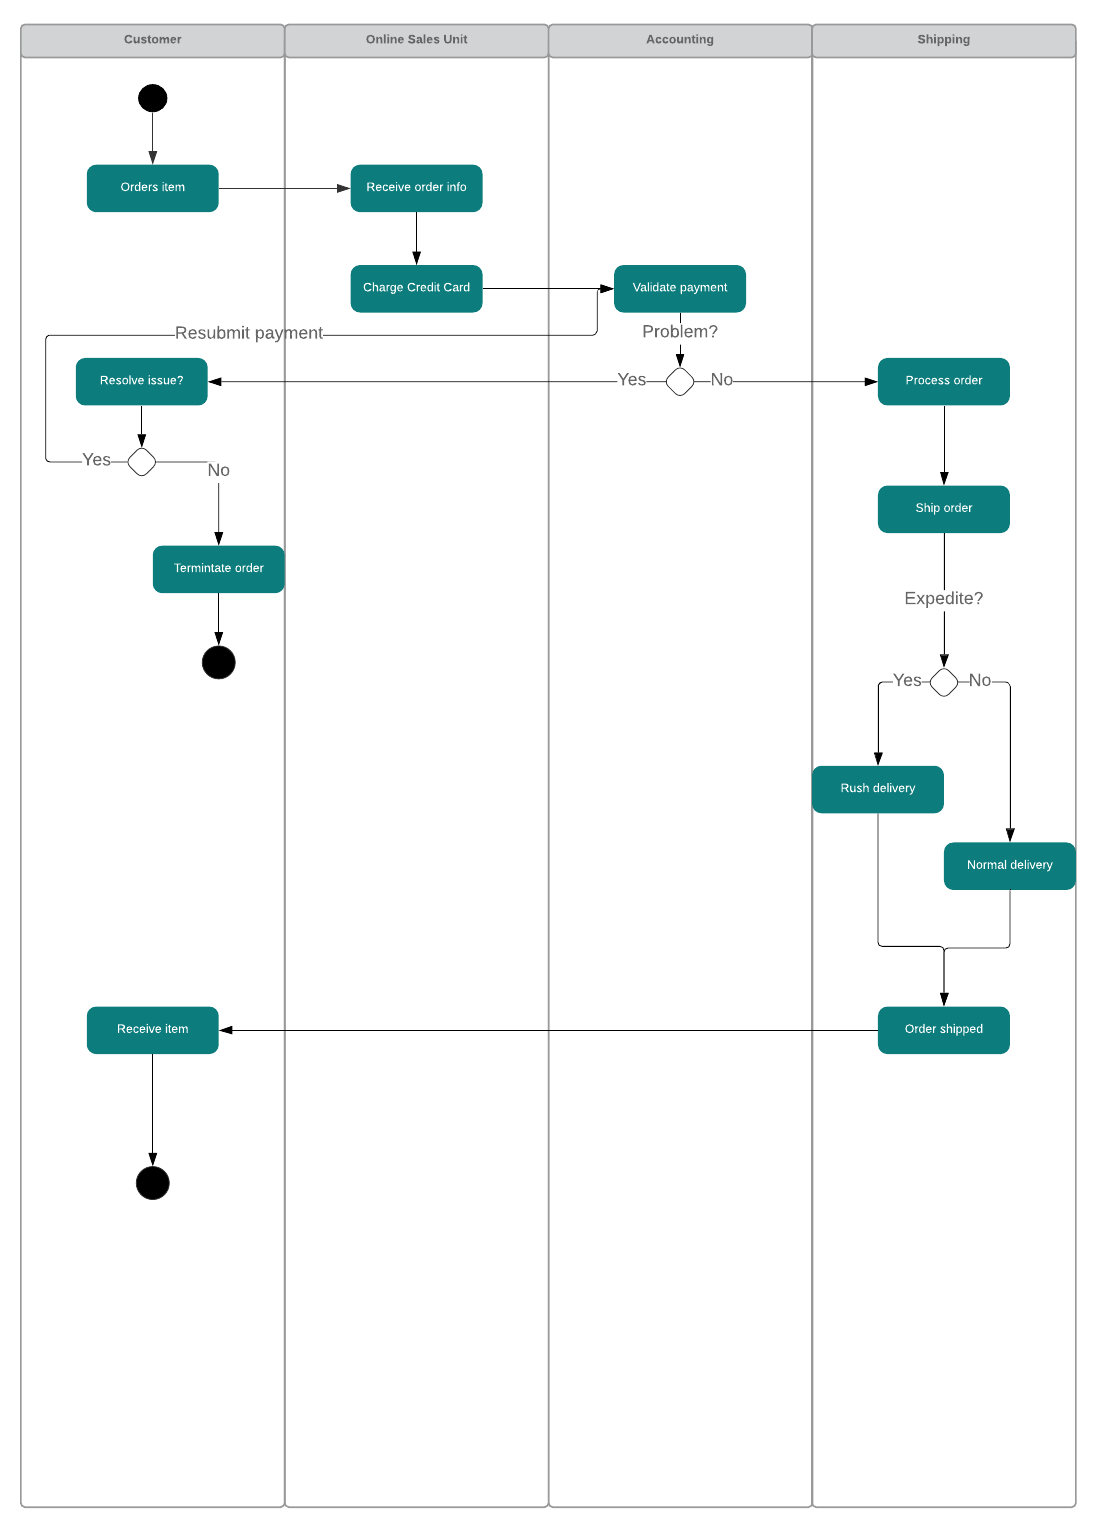 Customer
Online Sales Unit
Accounting
Shipping
Orders item
Receive order info
Charge Credit Card
Validate payment
Resubmit payment
Problem?
Resolve issue?
Yes
No
Process order
Yes
No
Ship order
Termintate order
Expedite?
Yes
No
Rush delivery
Normal delivery
Receive item
Order shipped